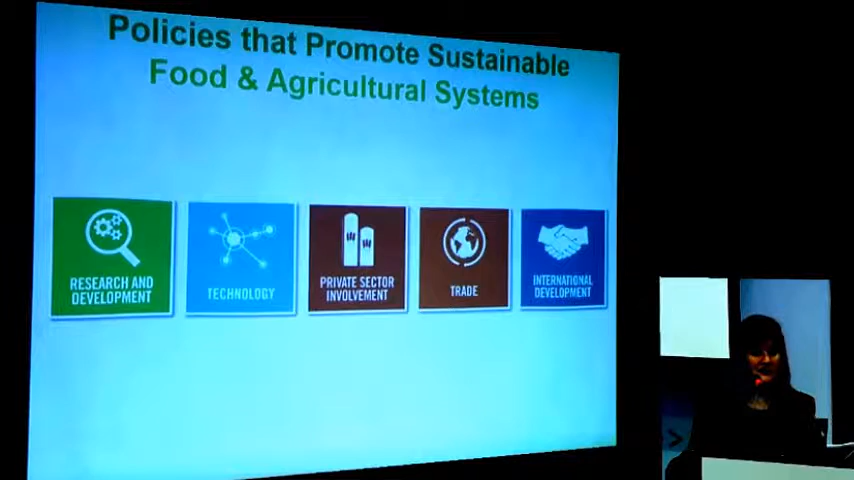 Policies that Promote Sustainable
Food & Agricultural Systems
RESEARCH AND
DEVELOPMENT
TECHNOLOGY
PRIVATE SECTOR
INVOLVEMENT
TRADE
INTERNATIONAL
DEVELOPMENT